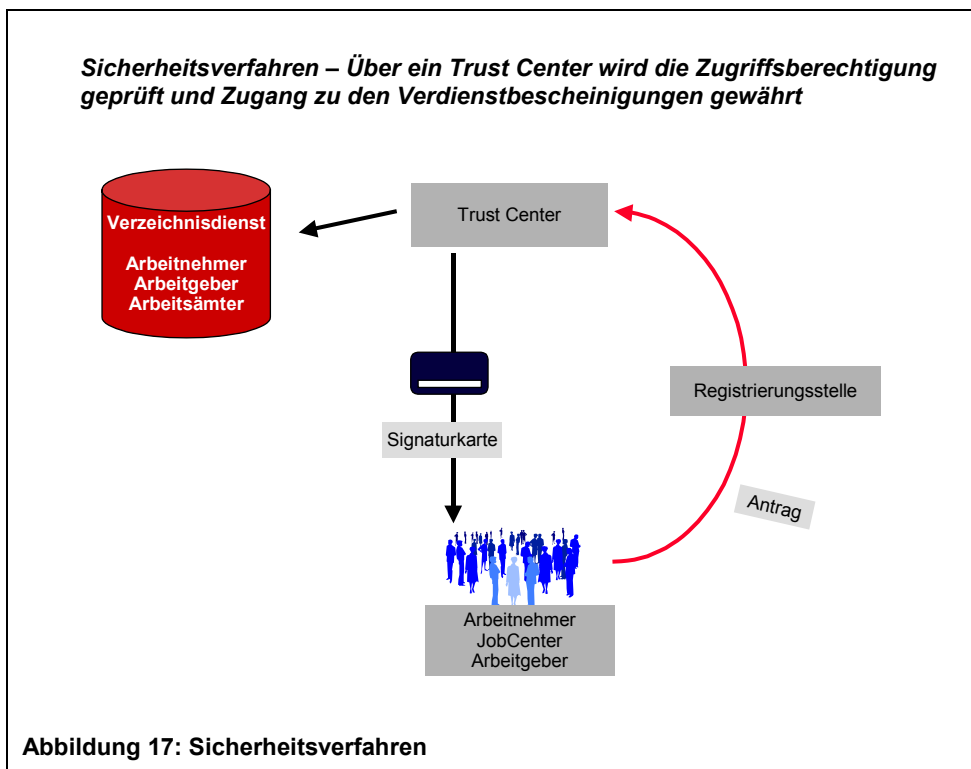 Sicherheitsverfahren – Über ein Trust Center wird die Zugriffsberechtigung
geprüft und Zugang zu den Verdienstbescheinigungen gewährt
Verzeichnisdienst
Arbeitnehmer
Arbeitgeber
Arbeitsämter
Trust Center
Registrierungsstelle
Signaturkarte
Antrag
Arbeitnehmer
JobCenter
Arbeitgeber
Abbildung 17: Sicherheitsverfahren